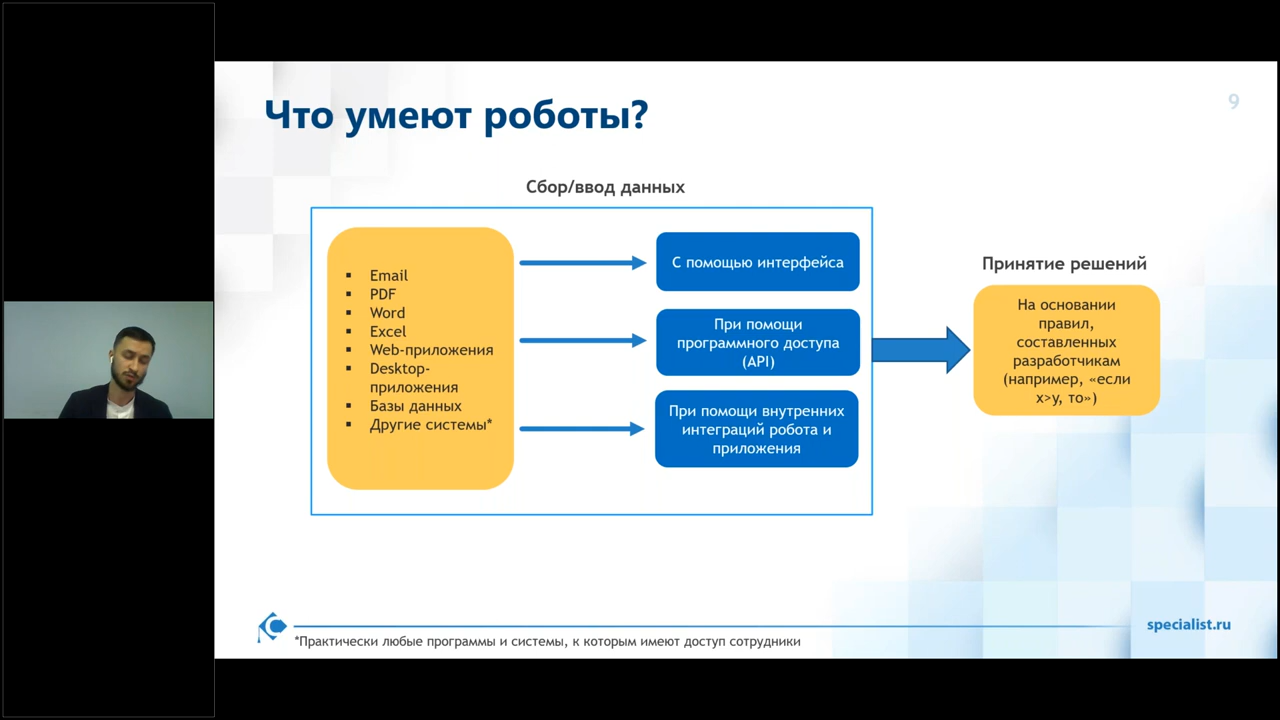 Что умеют роботы?
9
Сбор/ввод данных
▪ Email
▪ PDF
▪ Word
▪ Excel
▪ Web-приложения
▪ Desktop-
приложения
▪ Базы данных
▪ Другие системы*
С помощью интерфейса
При помощи
программного доступа
(API)
При помощи внутренних
интеграций робота и
приложения
Принятие решений
На основании
правил,
составленных
разработчикам
(например, «если
x>y, то»)
*Практически любые программы и системы, к которым имеют доступ сотрудники
specialist.ru